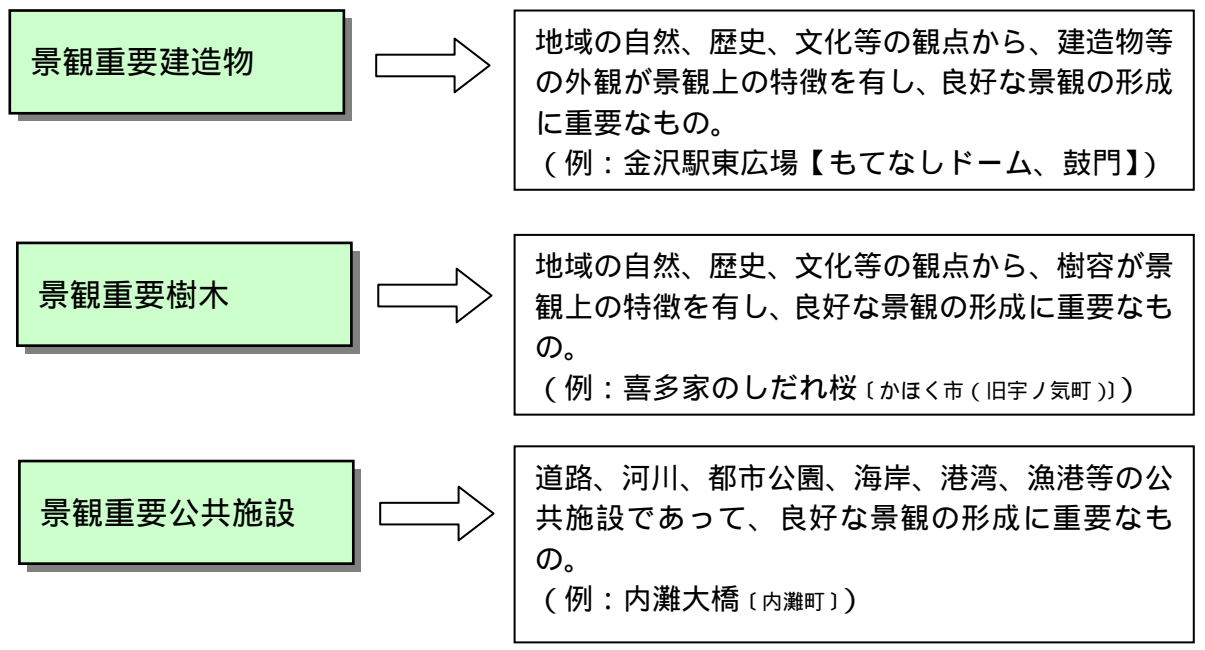 景観重要建造物
地域の自然、歴史、文化等の観点から、建造物等
の外観が景観上の特徴を有し、良好な景観の形成
に重要なもの。
（例：金沢駅東広場【もてなしドーム、鼓門】）
景観重要樹木
地域の自然、歴史、文化等の観点から、樹容が景
観上の特徴を有し、良好な景観の形成に重要なも
の。
（例：喜多家のしだれ桜〔かほく市（旧宇ノ気町）〕）
景観重要公共施設
道路、河川、都市公園、海岸、港湾、漁港等の公
共施設であって、良好な景観の形成に重要なも
の。
（例：内灘大橋〔内灘町〕）